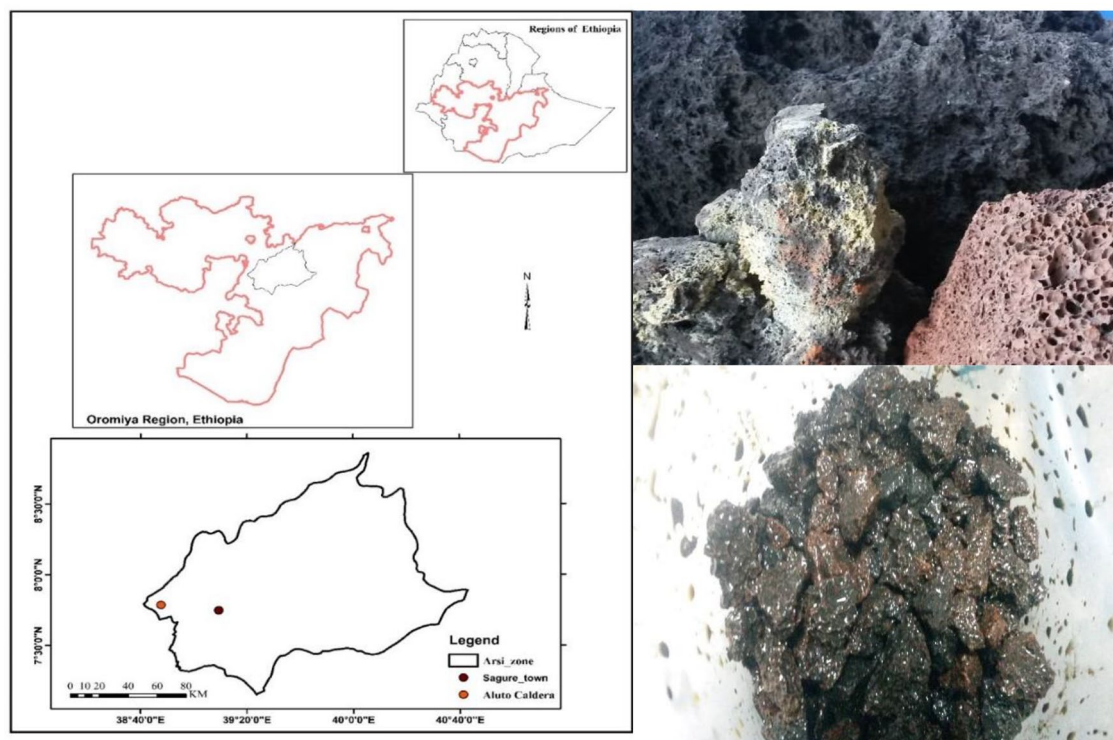 Regions of Ethiopia
N
Oromiya Region, Ethiopia
8°30'0"N
8°0'0"N
7°30'0"N
Legend
Arsi_zone
Sagure_town
Aluto Caldera
0 10 20 40 60 80
KM
38°40'0"E 39°20'0"E 40°0'0"E 40°40'0"E